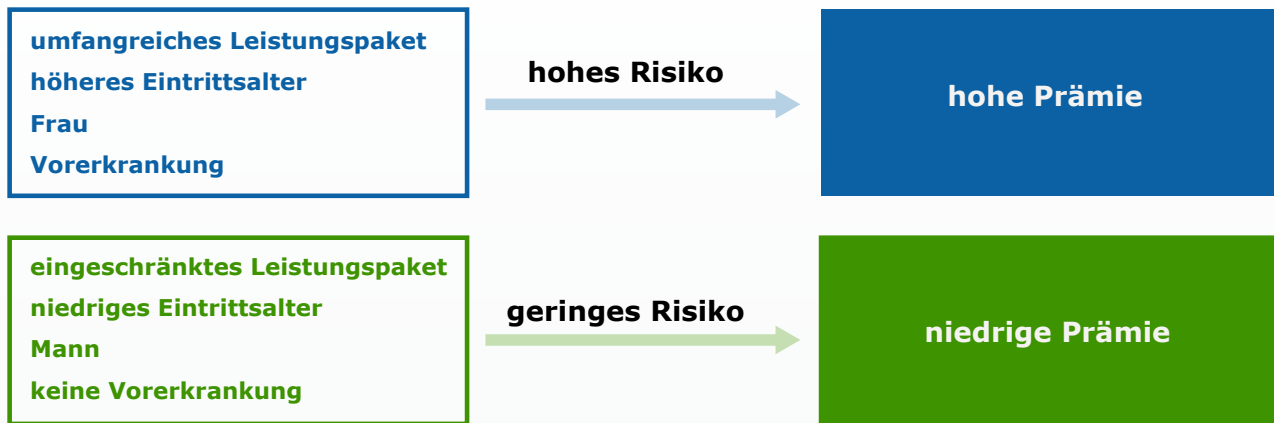 umfangreiches Leistungspaket
höheres Eintrittsalter
Frau
Vorerkrankung
hohes Risiko
hohe Prämie
eingeschränktes Leistungspaket
niedriges Eintrittsalter
Mann
keine Vorerkrankung
geringes Risiko
niedrige Prämie